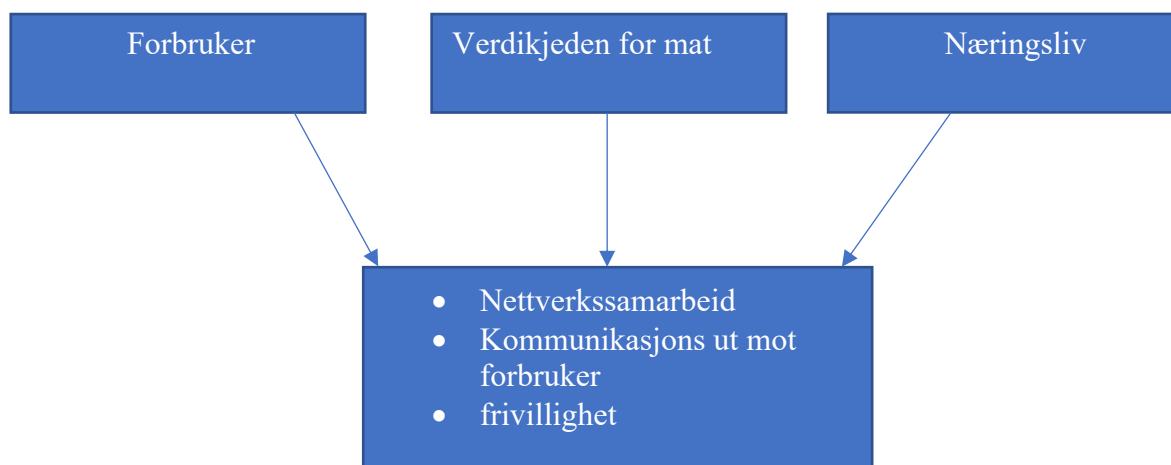 Forbruker
Verdikjeden for mat
Næringsliv
• Nettverkssamarbeid
• Kommunikasjons ut mot
forbruker
• frivillighet